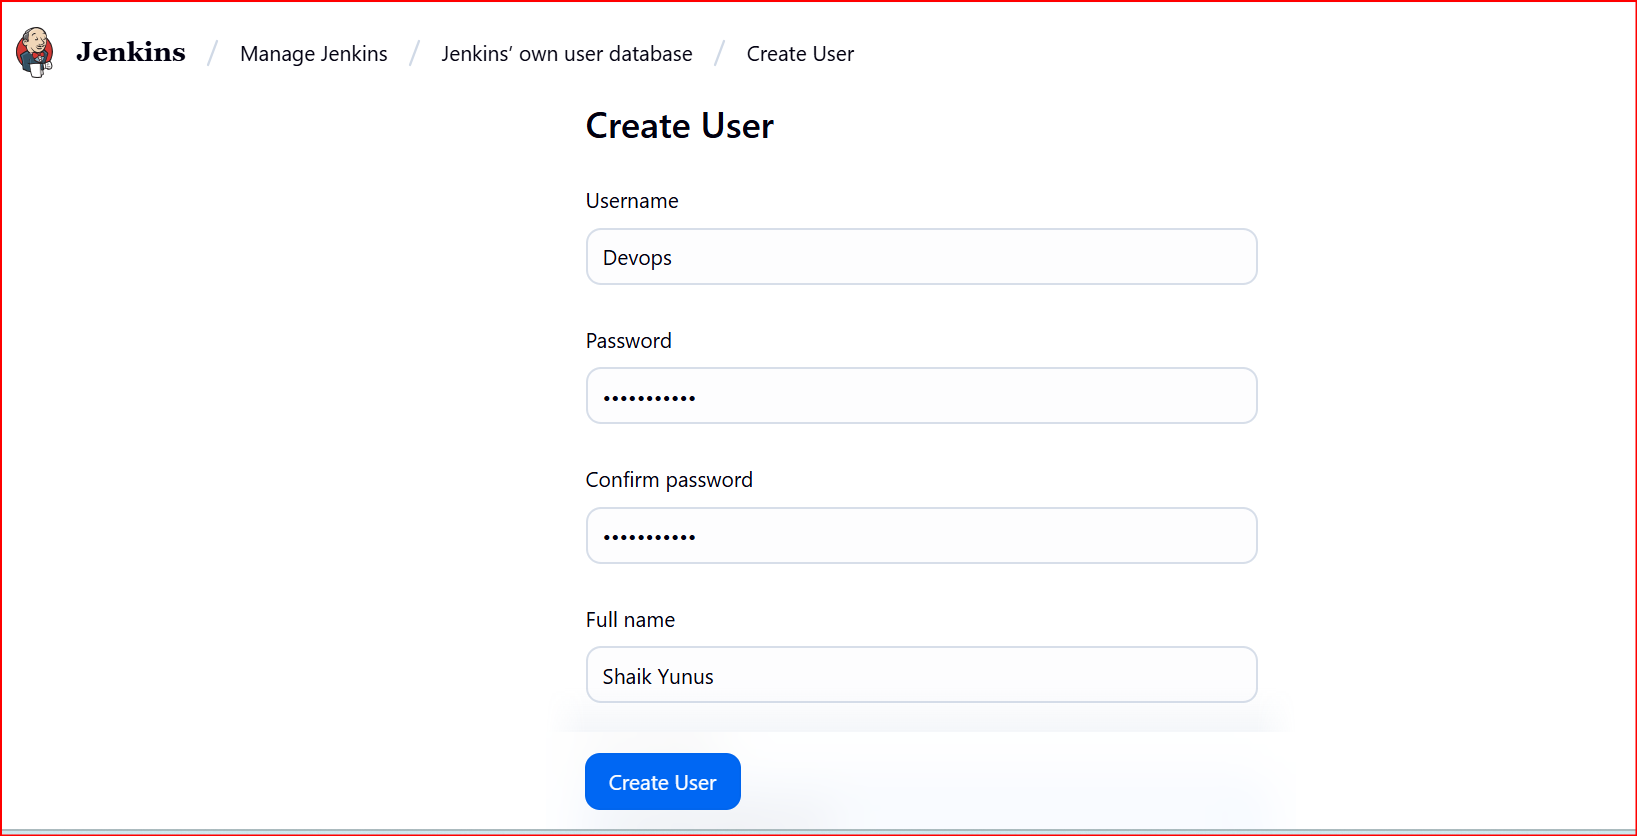 Jenkins / Manage Jenkins / Jenkins’ own user database / Create User
Create User
Username
Devops
Password
•••••••••••
Confirm password
•••••••••••
Full name
Shaik Yunus
Create User